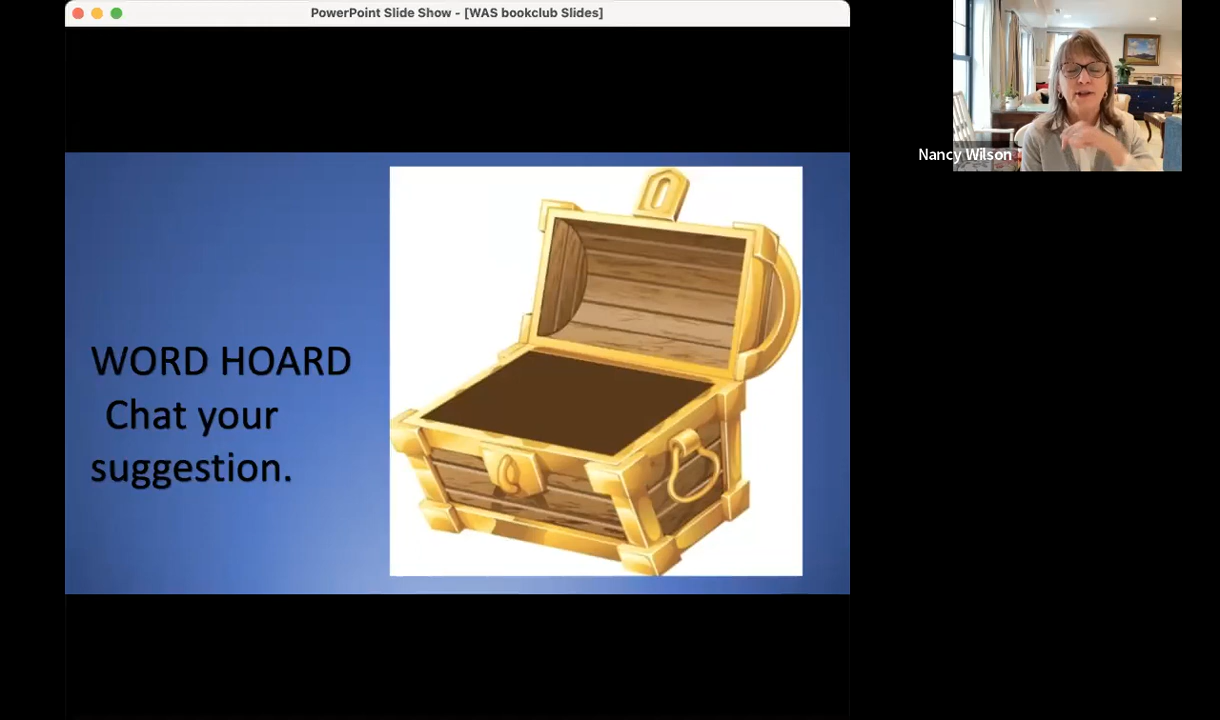 PowerPoint Slide Show - [WAS bookclub Slides]
Nancy Wilson
WORD HOARD
Chat your
suggestion.